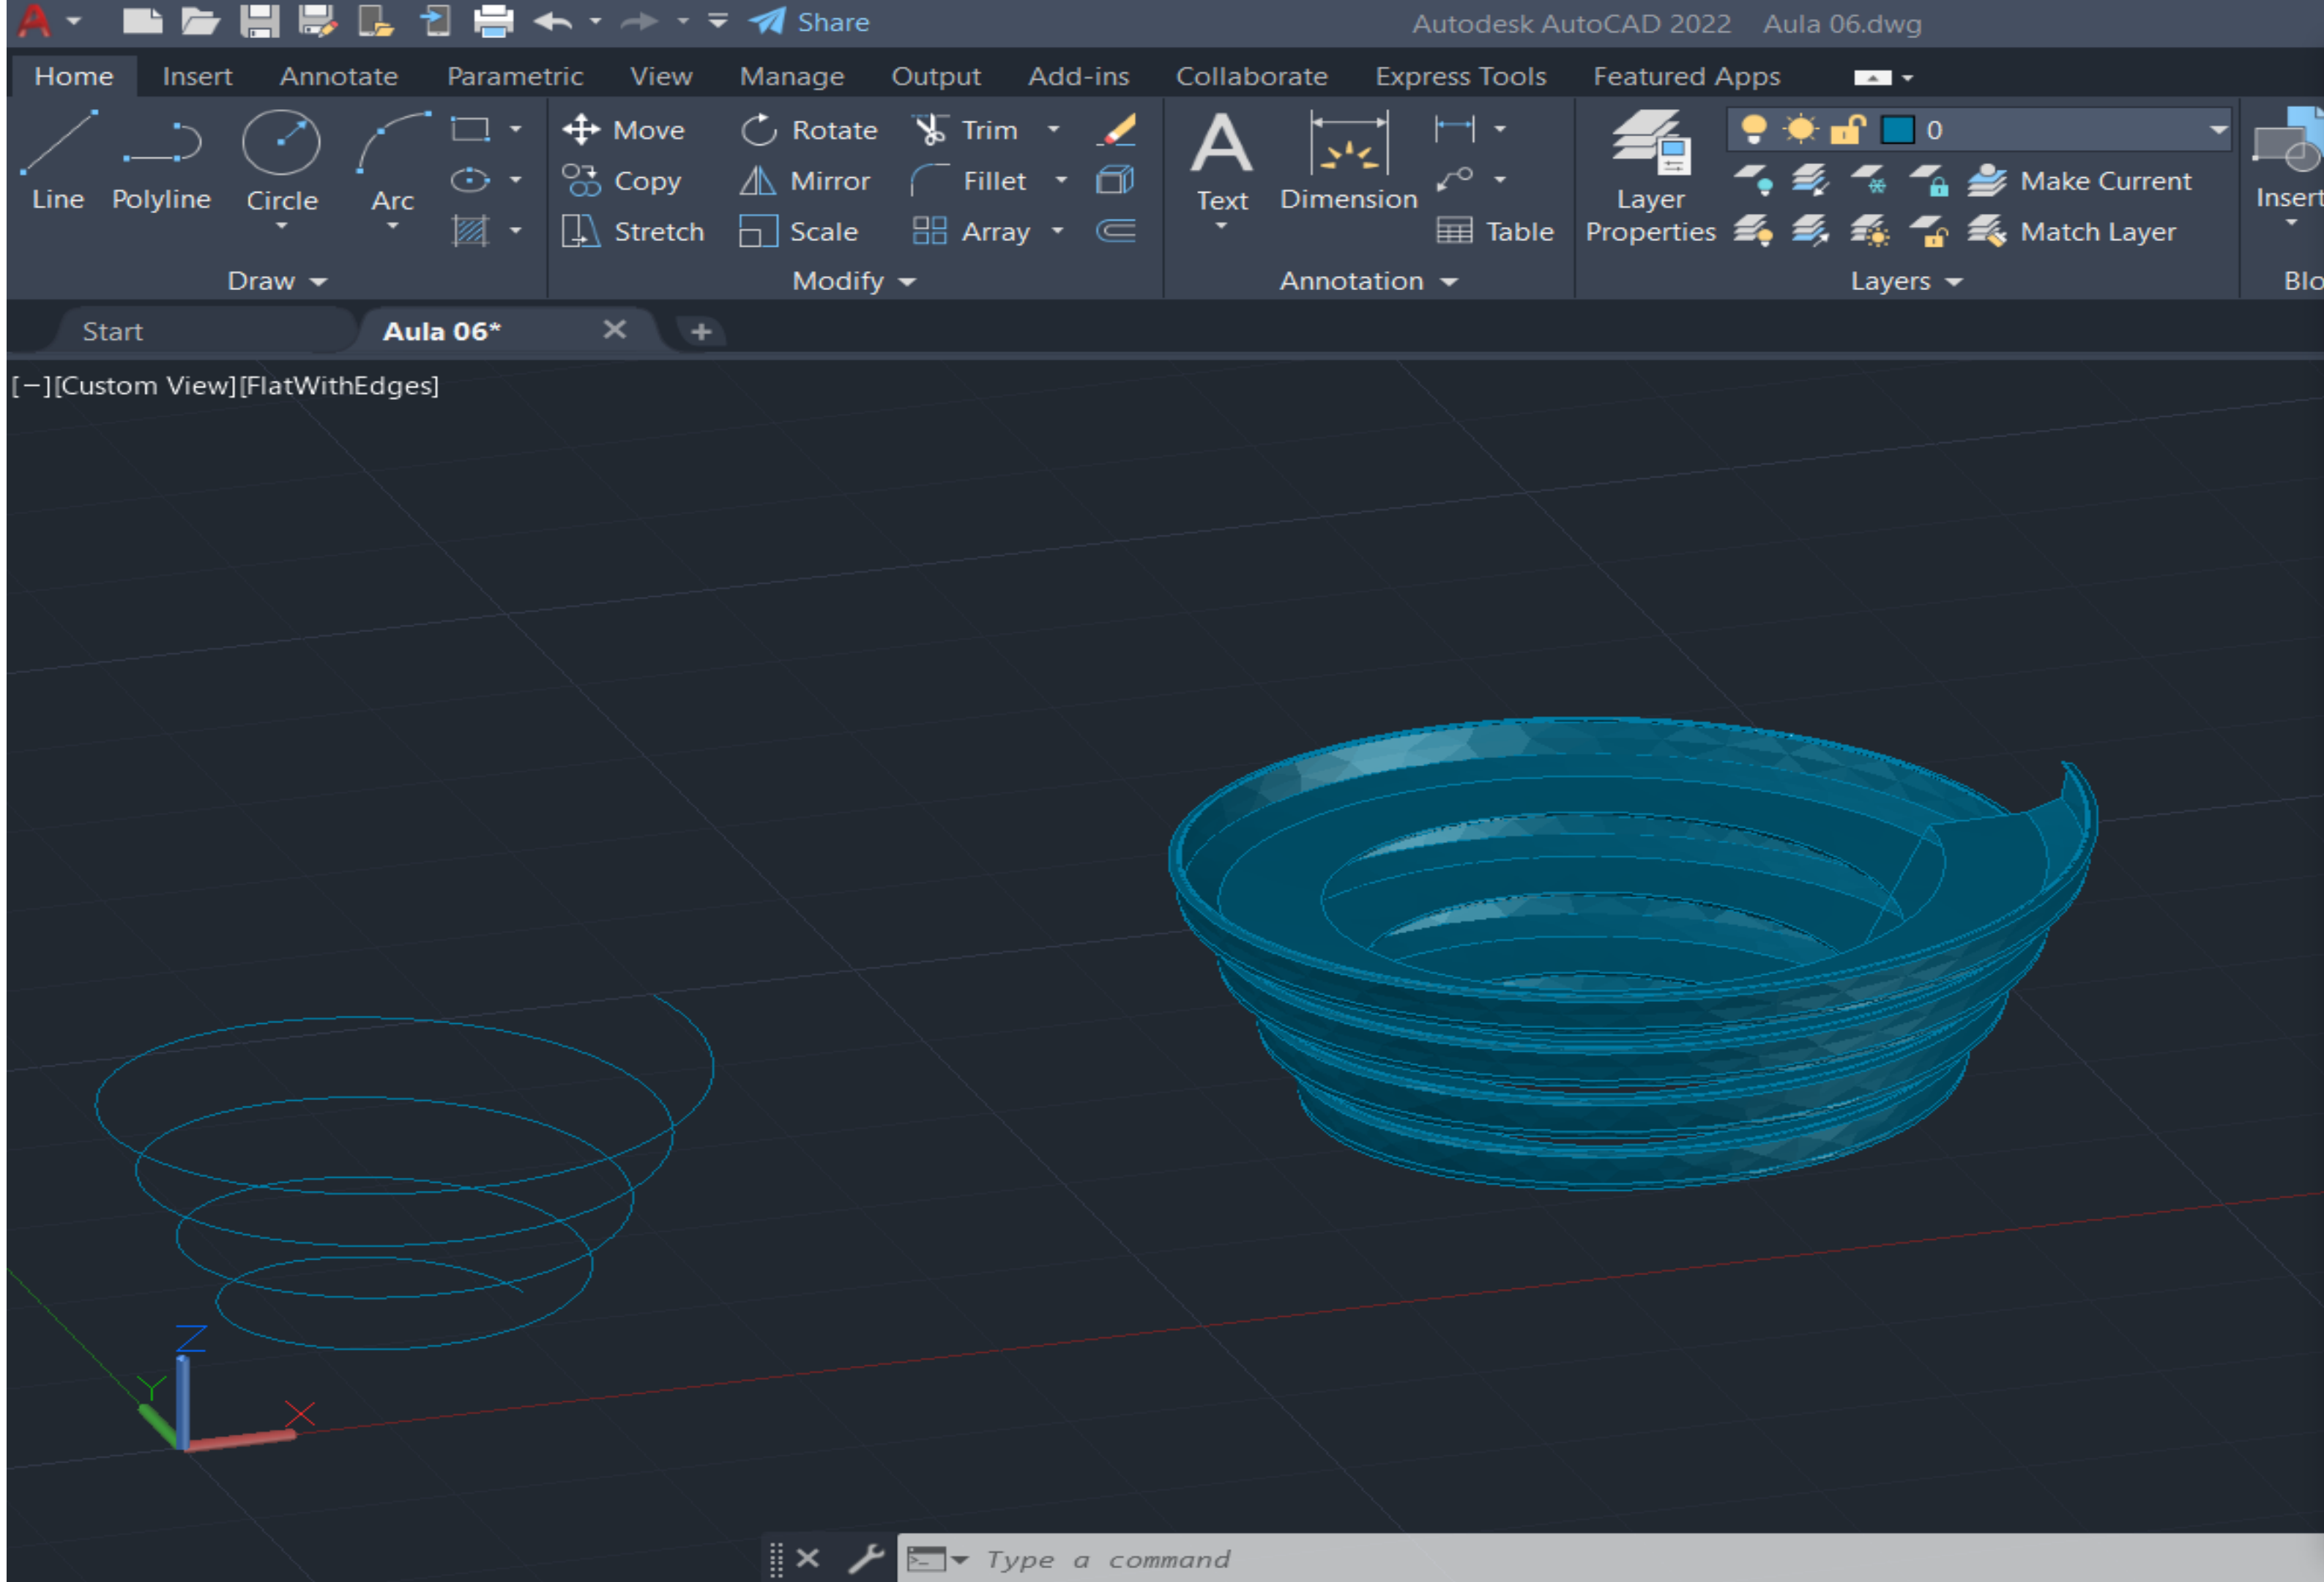 Share
Autodesk AutoCAD 2022 Aula 06.dwg
Home Insert Annotate Parametric View Manage Output Add-ins Collaborate Express Tools Featured Apps
Move Rotate Trim 0
Copy Mirror Fillet Make Current
Line Polyline Circle Arc Text Dimension Layer Properties Insert
Stretch Scale Array Table Match Layer
Draw Modify Annotation Layers Blo
Start Aula 06*
[−][Custom View][FlatWithEdges]
Z
Y
X
Type a command